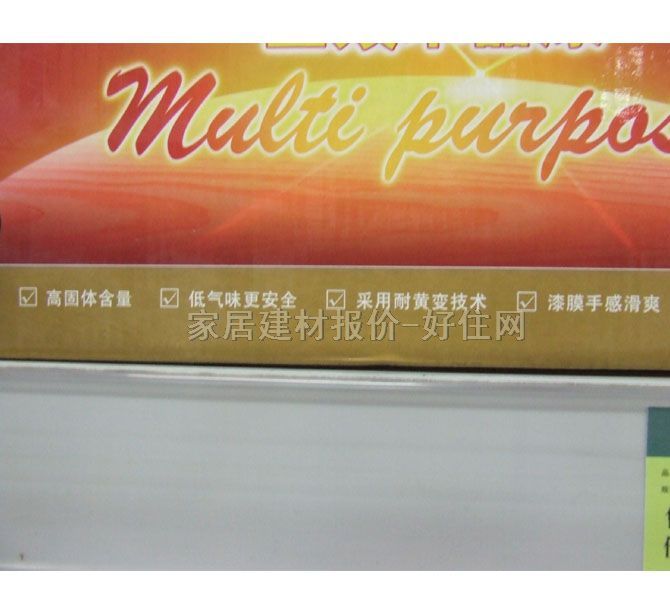 Multi purpos
☑ 高固体含量 ☑ 低气味更安全 ☑ 采用耐黄变技术 ☑ 漆膜手感滑爽
家居建材报价-好住网